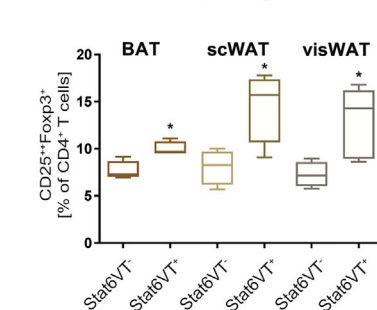 BAT scWAT visWAT
CD25⁺⁺Foxp3⁺
[% of CD4⁺ T cells]
20
15
10
5
0
* * *
Stat6VT⁻ Stat6VT⁺ Stat6VT⁻ Stat6VT⁺ Stat6VT⁻ Stat6VT⁺